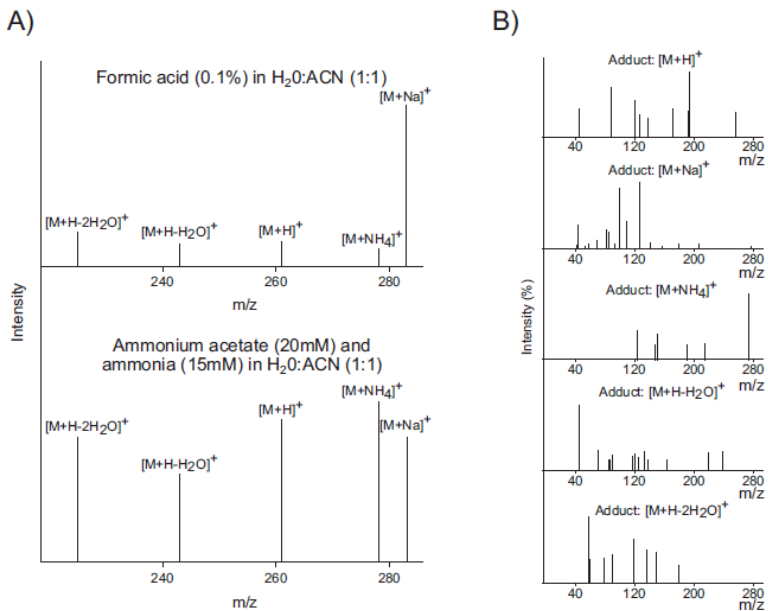 A)
Formic acid (0.1%) in H20:ACN (1:1)
[M+Na]+
[M+H-2H2O]+
[M+H-H2O]+
[M+H]+
[M+NH4]+
240
260
280
m/z
Intensity
Ammonium acetate (20mM) and
ammonia (15mM) in H20:ACN (1:1)
[M+NH4]+
[M+H]+
[M+H-2H2O]+
[M+Na]+
[M+H-H2O]+
240
260
280
m/z
B)
Adduct: [M+H]+
40
120
200
280
m/z
Adduct: [M+Na]+
40
120
200
280
m/z
Intensity (%)
Adduct: [M+NH4]+
40
120
200
280
m/z
Adduct: [M+H-H2O]+
40
120
200
280
m/z
Adduct: [M+H-2H2O]+
40
120
200
280
m/z